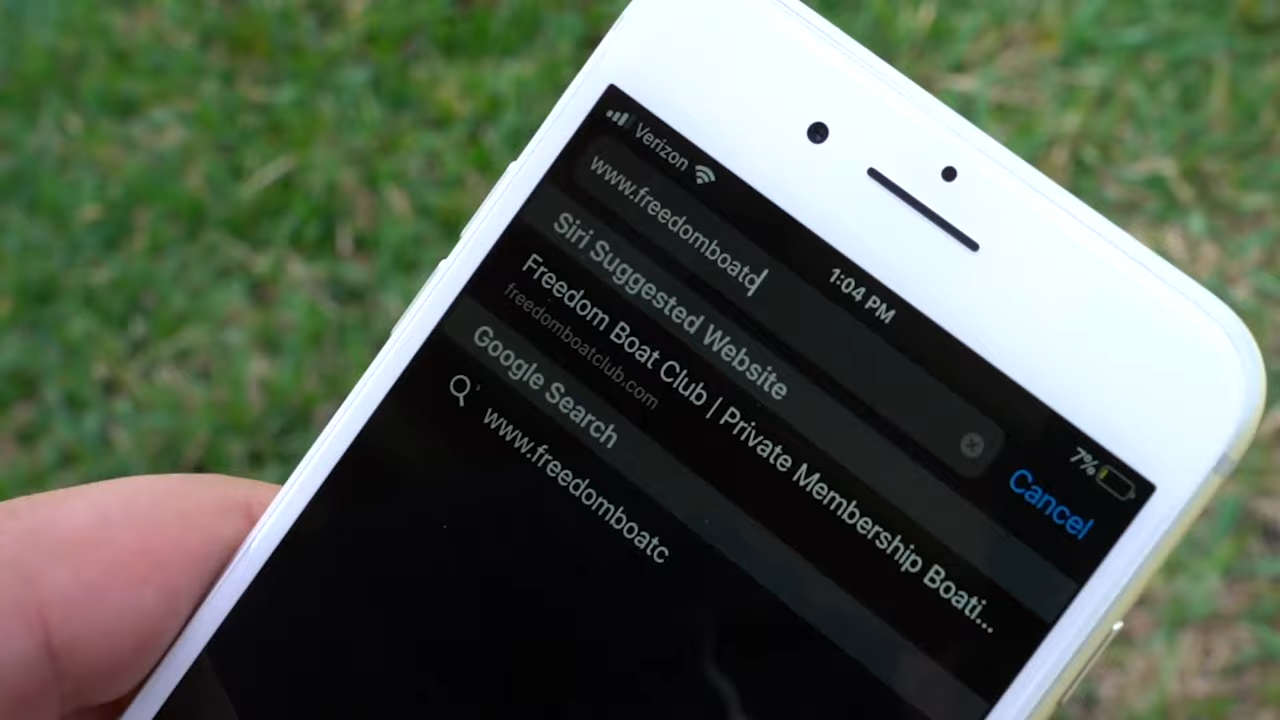 Verizon
1:04 PM
7%
www.freedomboatc
Cancel
Siri Suggested Website
Freedom Boat Club | Private Membership Boati...
freedomboatclub.com
Google Search
www.freedomboatc